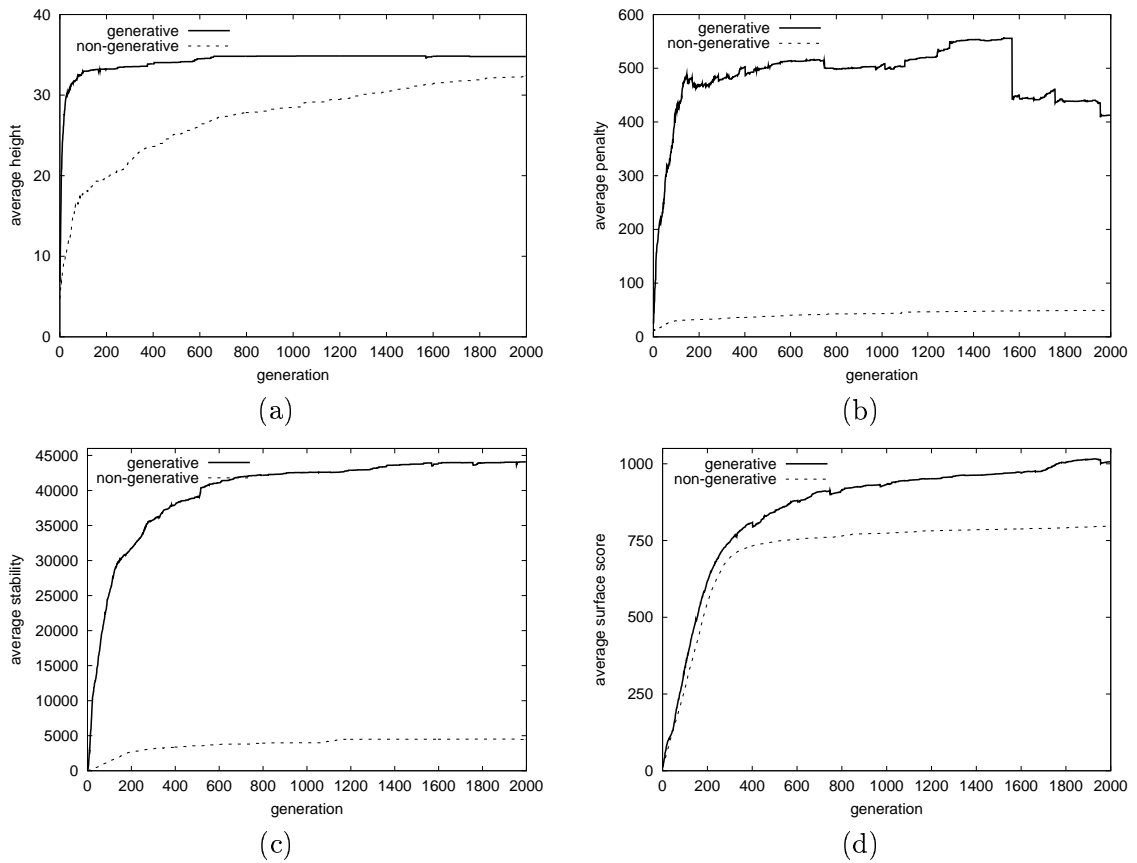 40
30
20
10
0
average height
generative
non-generative
0 200 400 600 800 1000 1200 1400 1600 1800 2000
generation
(a)
600
500
400
300
200
100
0
average penalty
generative
non-generative
0 200 400 600 800 1000 1200 1400 1600 1800 2000
generation
(b)
45000
40000
35000
30000
25000
20000
15000
10000
5000
0
average stability
generative
non-generative
0 200 400 600 800 1000 1200 1400 1600 1800 2000
generation
(c)
1000
750
500
250
0
average surface score
generative
non-generative
0 200 400 600 800 1000 1200 1400 1600 1800 2000
generation
(d)